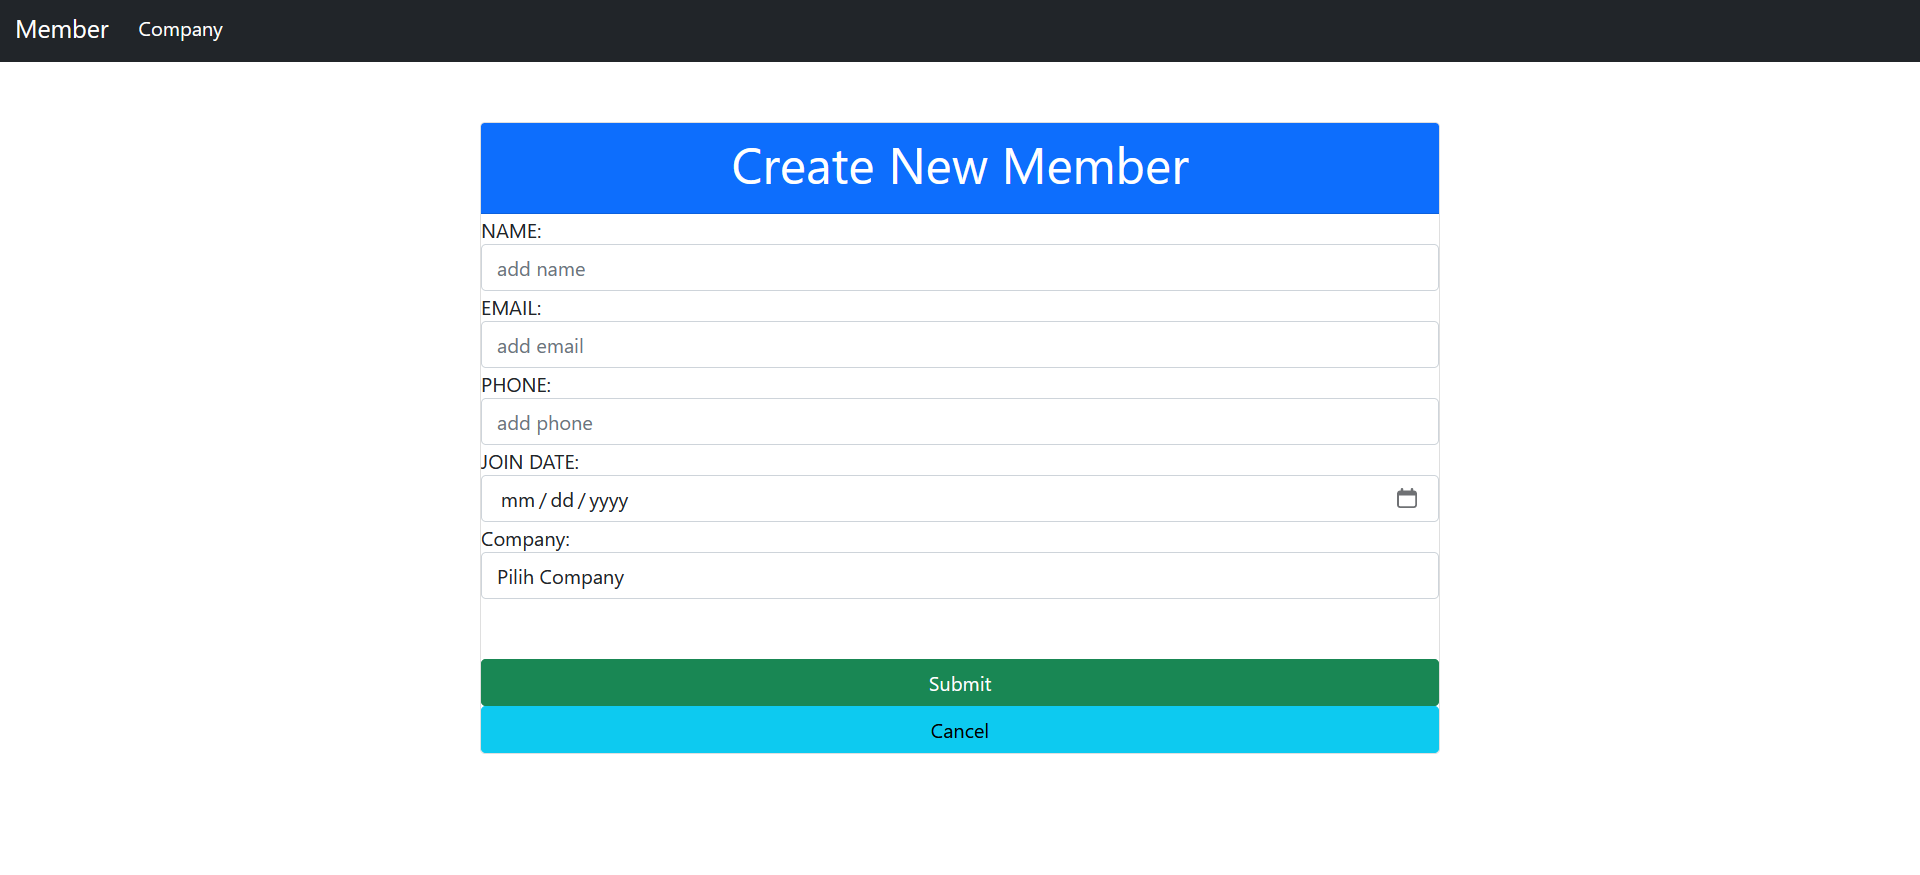 Member Company
Create New Member
NAME:
add name
EMAIL:
add email
PHONE:
add phone
JOIN DATE:
mm/dd/yyyy
Company:
Pilih Company
Submit
Cancel